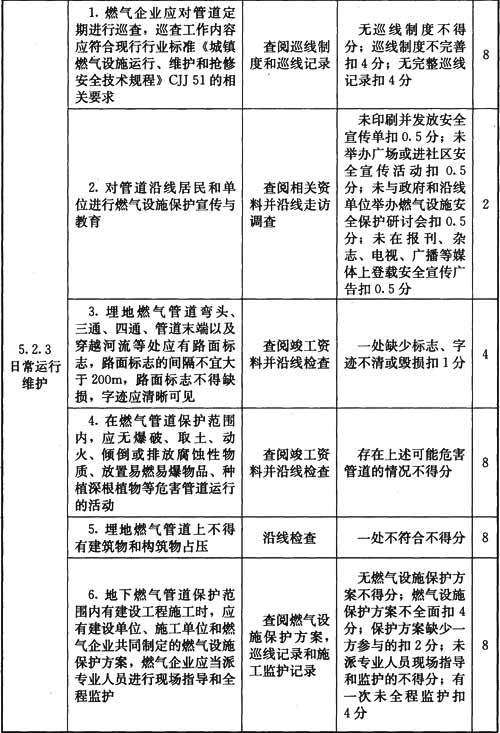 5.2.3
日常运行
维护
1. 燃气企业应对管道定
期进行巡查，巡查工作内容
应符合现行行业标准《城镇
燃气设施运行、维护和抢修
安全技术规程》CJJ 51的相
关要求
查阅巡线制
度和巡线记录
无巡线制度不得
分；巡线制度不完善
扣4分；无完整巡线
记录扣4分
8
2. 对管道沿线居民和单
位进行燃气设施保护宣传与
教育
查阅相关资
料并沿线走访
调查
未印刷并发放安全
宣传单扣0.5分；未
举办广场或进社区安
全宣传活动扣0.5
分；未与政府和沿线
单位举办燃气设施安
全保护研讨会扣0.5
分；未在报刊、杂
志、电视、广播等媒
体上登载安全宣传广
告扣0.5分
2
3. 埋地燃气管道弯头、
三通、四通、管道末端以及
穿越河流等处应有路面标
志，路面标志的间隔不宜大
于200m，路面标志不得缺
损，字迹应清晰可见
查阅竣工资
料并沿线检查
一处缺少标志、字
迹不清或毁损扣1分
4
4. 在燃气管道保护范围
内，应无爆破、取土、动
火、倾倒或排放腐蚀性物
质、放置易燃易爆物品、种
植深根植物等危害管道运行
的活动
查阅竣工资
料并沿线检查
存在上述可能危害
管道的情况不得分
8
5. 埋地燃气管道上不得
有建筑物和构筑物占压
沿线检查
一处不符合不得分
8
6. 地下燃气管道保护范
围内有建设工程施工时，应
有建设单位、施工单位和燃
气企业共同制定的燃气设施
保护方案，燃气企业应当派
专业人员进行现场指导和全
程监护
查阅燃气设
施保护方案，
巡线记录和施
工监护记录
无燃气设施保护方
案不得分；燃气设施
保护方案不全面扣4
分；保护方案缺少一
方参与的扣2分；未
派专业人员现场指导
和监护的不得分；有
一次未全程监护扣
4分
8